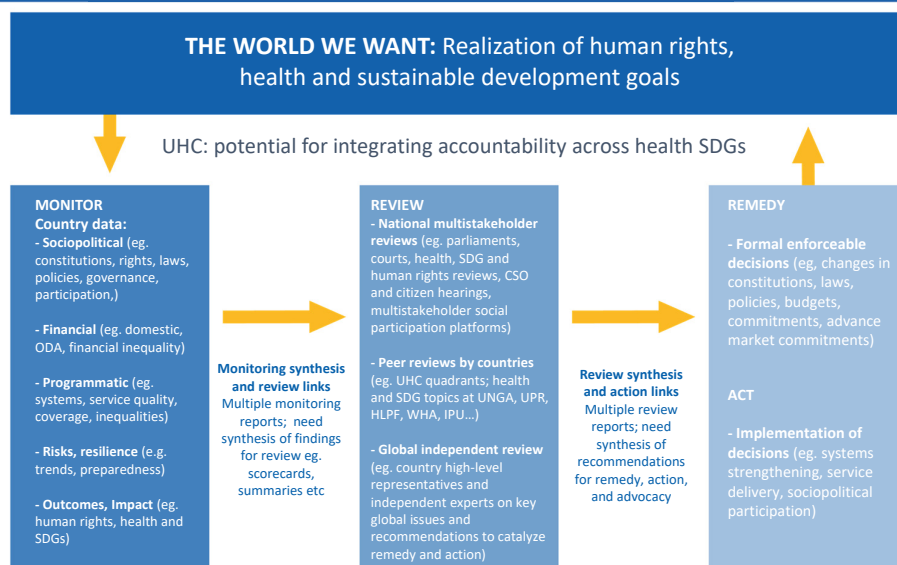 THE WORLD WE WANT: Realization of human rights,
health and sustainable development goals
UHC: potential for integrating accountability across health SDGs
MONITOR
Country data:
- Sociopolitical (eg.
constitutions, rights, laws,
policies, governance,
participation,)
- Financial (eg. domestic,
ODA, financial inequality)
- Programmatic (eg.
systems, service quality,
coverage, inequalities)
- Risks, resilience (e.g.
trends, preparedness)
- Outcomes, Impact (eg.
human rights, health and
SDGs)
Monitoring synthesis
and review links
Multiple monitoring
reports; need
synthesis of findings
for review eg.
scorecards,
summaries etc
REVIEW
- National multistakeholder
reviews (eg. parliaments,
courts, health, SDG and
human rights reviews, CSO
and citizen hearings,
multistakeholder social
participation platforms)
- Peer reviews by countries
(eg. UHC quadrants; health
and SDG topics at UNGA, UPR,
HLPF, WHA, IPU...)
- Global independent review
(eg. country high-level
representatives and
independent experts on key
global issues and
recommendations to catalyze
remedy and action)
Review synthesis
and action links
Multiple review
reports; need
synthesis of
recommendations
for remedy, action,
and advocacy
REMEDY
- Formal enforceable
decisions (eg, changes in
constitutions, laws,
policies, budgets,
commitments, advance
market commitments)
ACT
- Implementation of
decisions (eg. systems
strengthening, service
delivery, sociopolitical
participation)